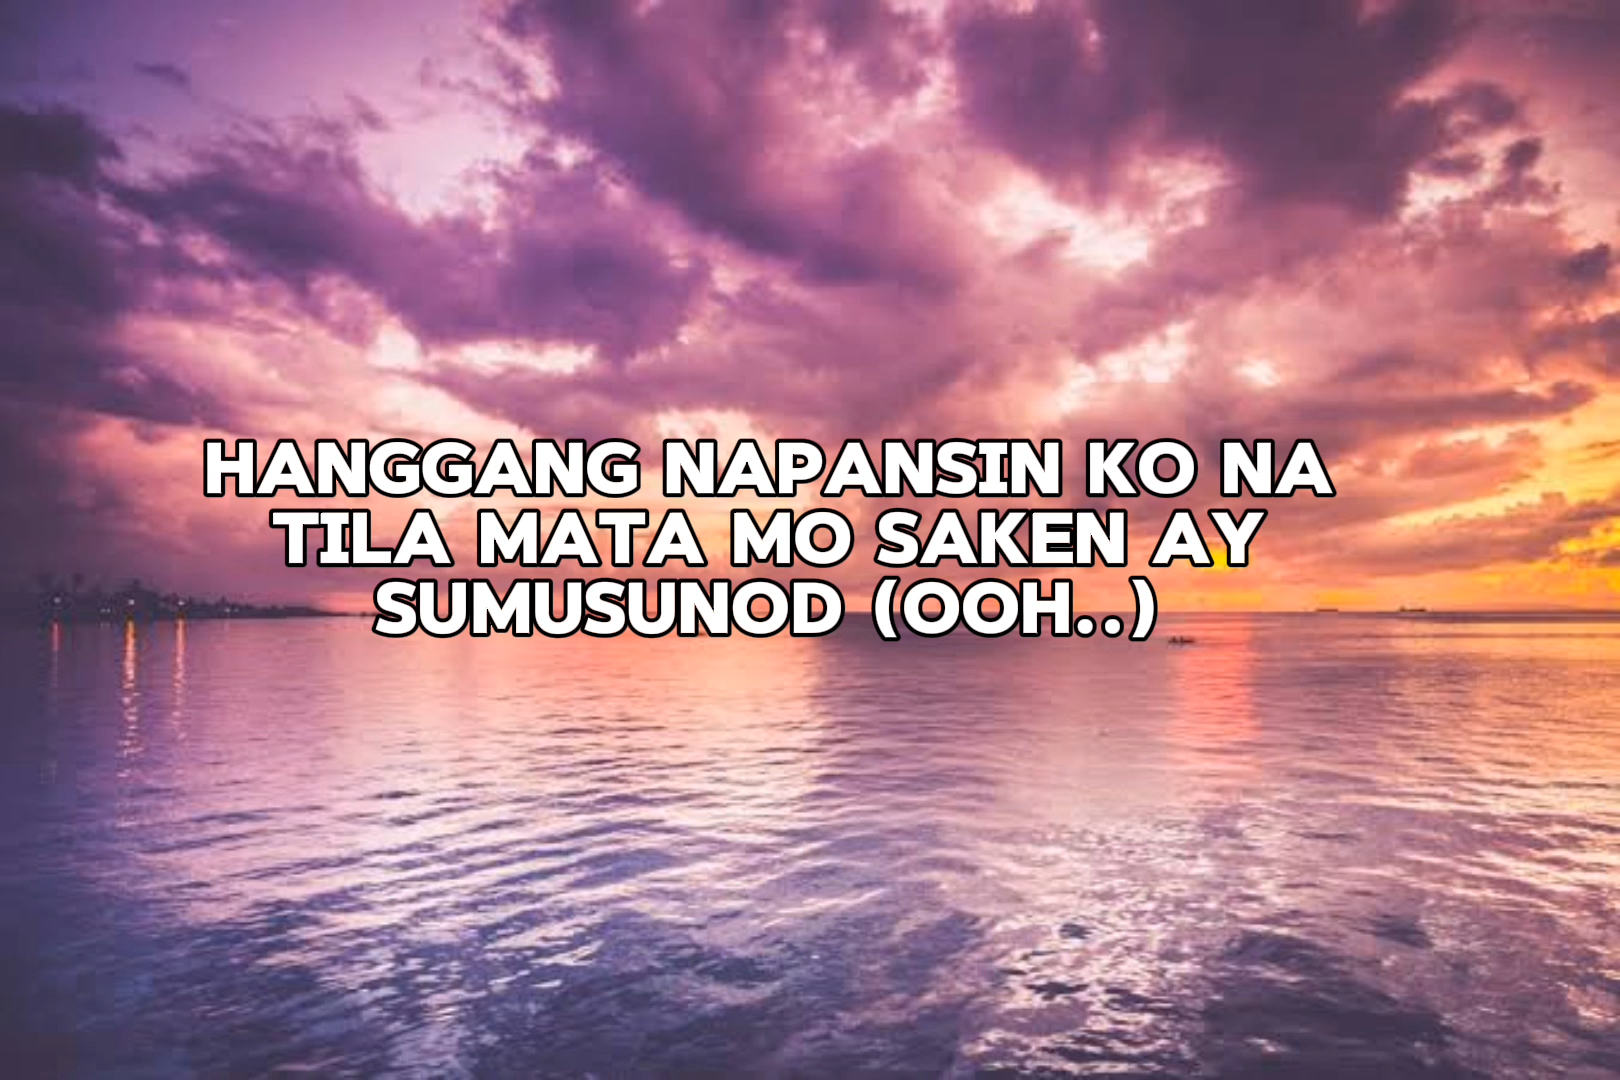 HANGGANG NAPANSIN KO NA
TILA MATA MO SAKEN AY
SUMUSUNOD (OOH..)